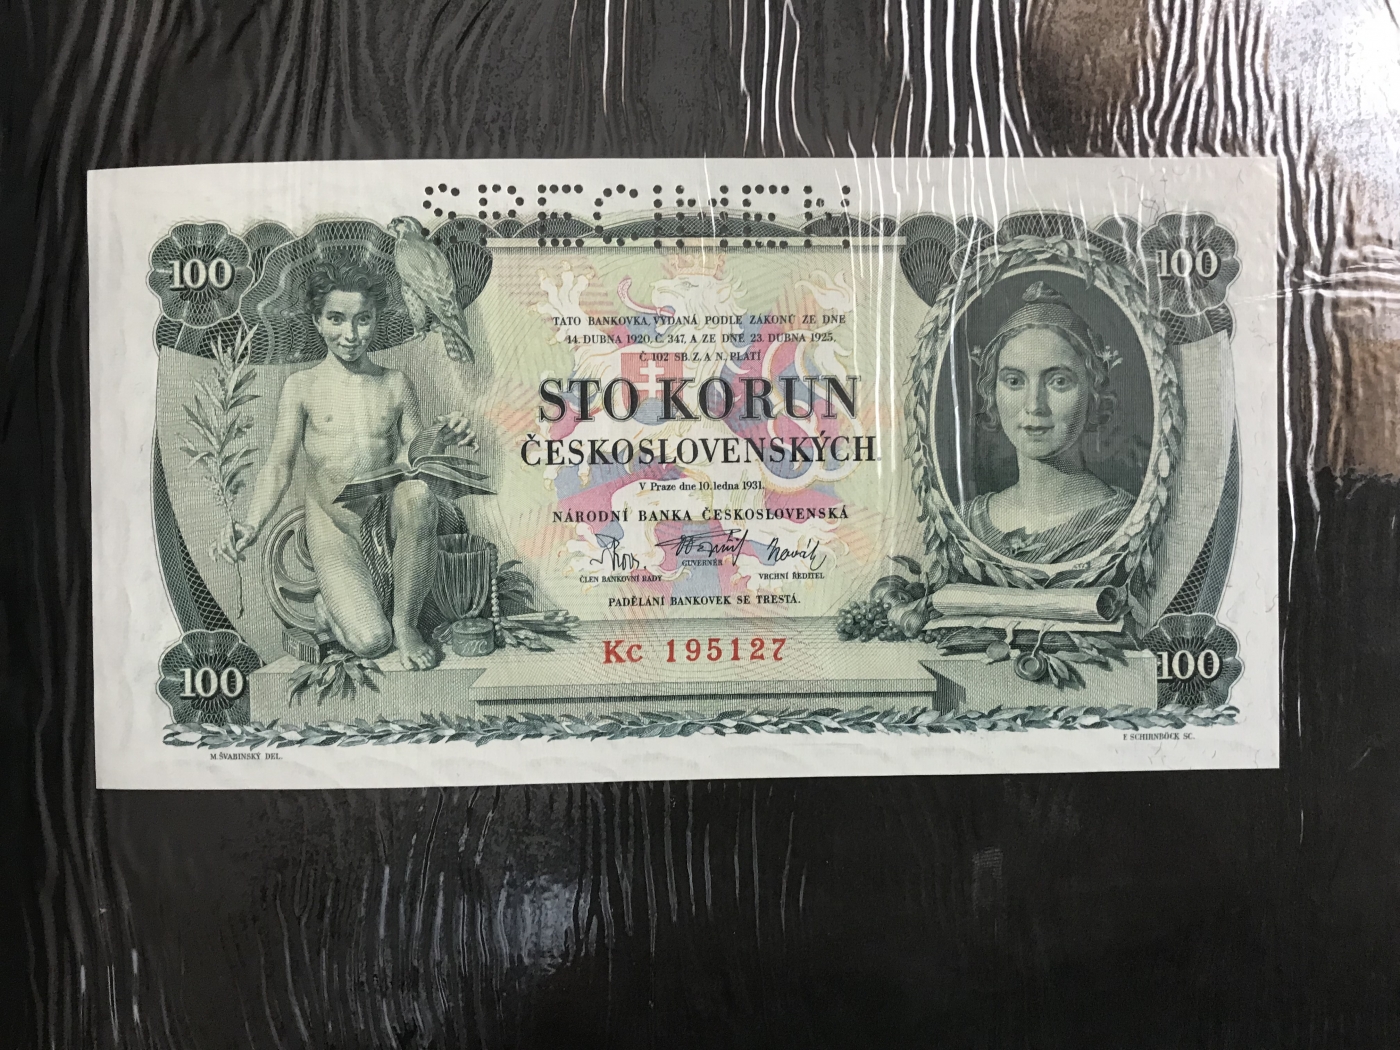 SPECIMEN
100
100
TATO BANKOVKA, VYDANÁ PODLE ZÁKONŮ ZE DNE
14. DUBNA 1920, Č. 347, A ZE DNE 23. DUBNA 1925,
Č. 102 SB. Z. A N., PLATÍ
STO KORUN
ČESKOSLOVENSKÝCH
V Praze dne 10. ledna 1931.
NÁRODNÍ BANKA ČESKOSLOVENSKÁ
ČLEN BANKOVNÍ RADY
GUVERNÉR
VRCHNÍ ŘEDITEL
PADĚLÁNÍ BANKOVEK SE TRESTÁ.
Kc 195127
100
100
M. ŠVABINSKÝ DEL.
F. SCHIRNBÖCK SC.